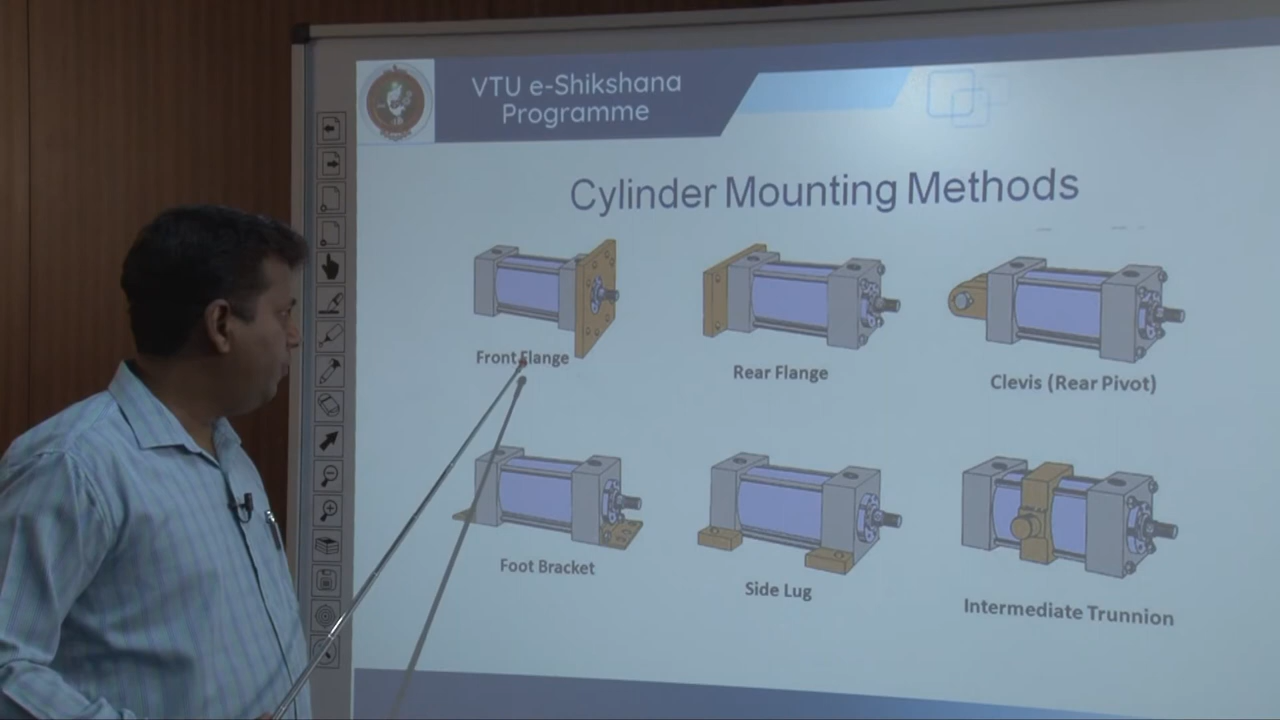 VTU e-Shikshana
Programme
Cylinder Mounting Methods
Front Flange
Rear Flange
Clevis (Rear Pivot)
Foot Bracket
Side Lug
Intermediate Trunnion